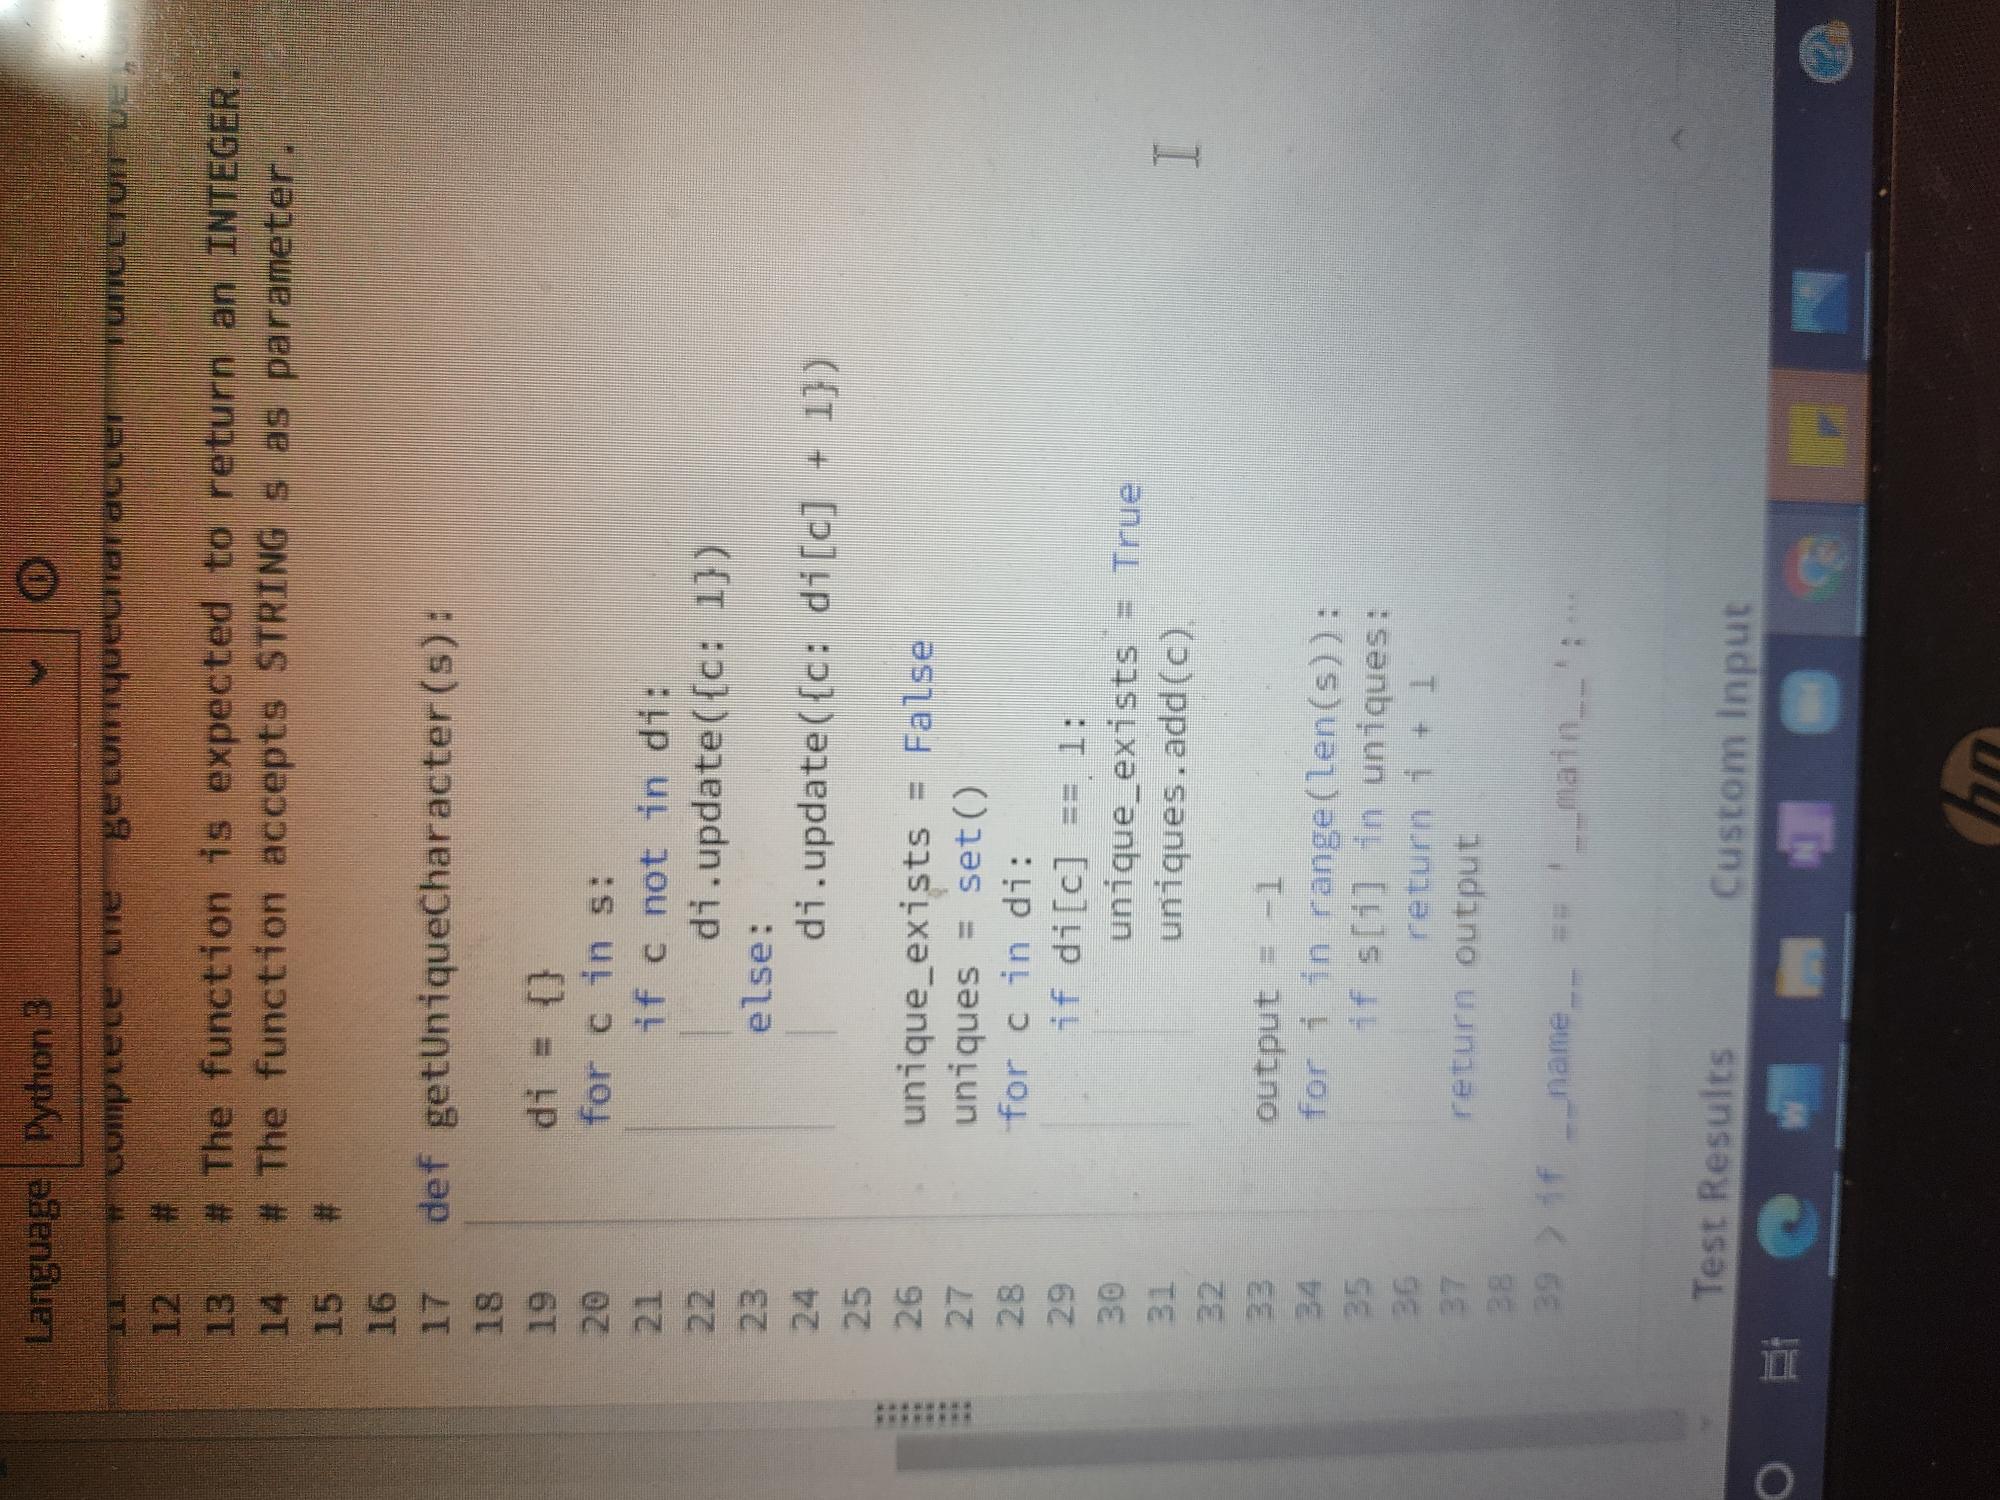 Language Python 3
11 # Complete the 'getUniqueCharacter' function
12 #
13 # The function is expected to return an INTEGER.
14 # The function accepts STRING s as parameter.
15 #
16
17 def getUniqueCharacter(s):
18
19 di = {}
20 for c in s:
21 if c not in di:
22 di.update({c: 1})
23 else:
24 di.update({c: di[c] + 1})
25
26 unique_exists = False
27 uniques = set()
28 for c in di:
29 if di[c] == 1:
30 unique_exists = True
31 uniques.add(c)
32
33 output = -1
34 for i in range(len(s)):
35 if s[i] in uniques:
36 return i + 1
37 return output
38
39 > if __name__ == '__main__':...
Test Results Custom Input
W N
hp